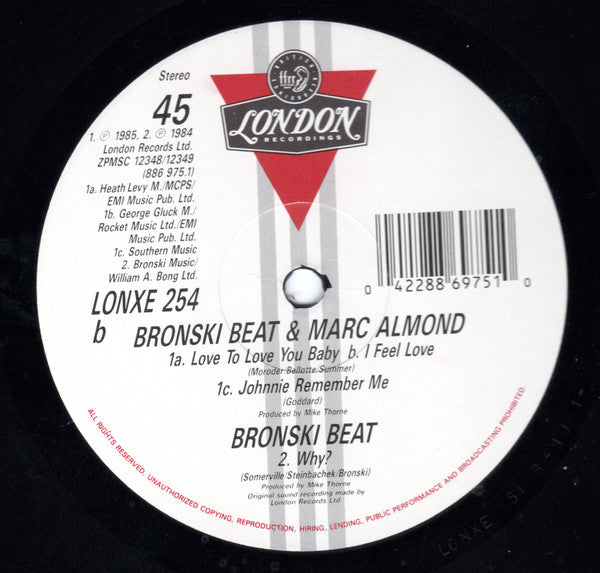 Stereo
45
BRITISH
ffrr
LONDON
RECORDINGS
1. ℗ 1985, 2. ℗ 1984
London Records Ltd.
ZPMSC 12348/12349
(886 975.1)
1a. Heath Levy M./MCPS/
EMI Music Pub. Ltd.
1b. George Gluck M./
Rocket Music Ltd./EMI
Music Pub. Ltd.
1c. Southern Music
2. Bronski Music/
William A. Bong Ltd.
0 42288 69751 0
LONXE 254
b
BRONSKI BEAT & MARC ALMOND
1a. Love To Love You Baby b. I Feel Love
(Moroder/Bellotte/Summer)
1c. Johnnie Remember Me
(Goddard)
Produced by Mike Thorne
BRONSKI BEAT
2. Why?
(Somerville/Steinbachek/Bronski)
Produced by Mike Thorne
Original sound recording made by
London Records Ltd.
ALL RIGHTS RESERVED. UNAUTHORIZED COPYING, REPRODUCTION, HIRING, LENDING, PUBLIC PERFORMANCE AND BROADCASTING PROHIBITED.
LONXE